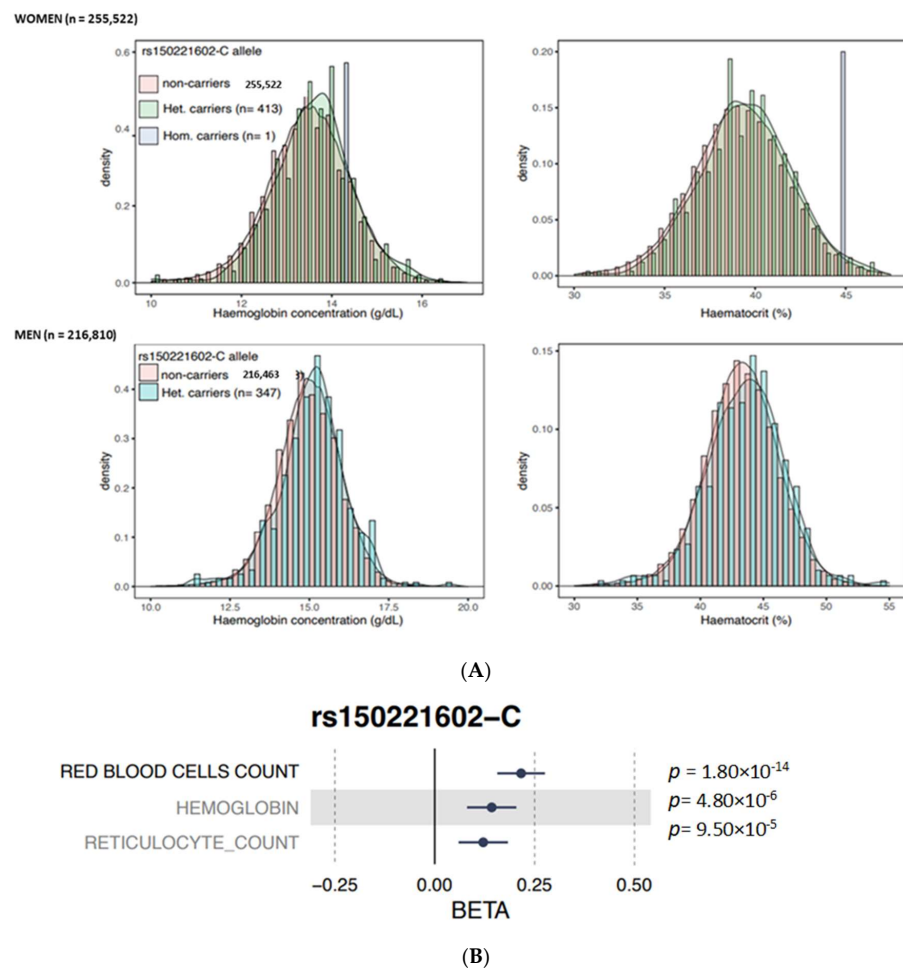 WOMEN (n = 255,522)
rs150221602-C allele
non-carriers 255,522
Het. carriers (n= 413)
Hom. carriers (n= 1)
density
0.6
0.4
0.2
0.0
10 12 14 16
Haemoglobin concentration (g/dL)
density
0.20
0.15
0.10
0.05
0.00
30 35 40 45
Haematocrit (%)
MEN (n = 216,810)
rs150221602-C allele
non-carriers 216,463
Het. carriers (n= 347)
density
0.4
0.3
0.2
0.1
0.0
10.0 12.5 15.0 17.5 20.0
Haemoglobin concentration (g/dL)
density
0.15
0.10
0.05
0.00
30 35 40 45 50 55
Haematocrit (%)
(A)
rs150221602-C
RED BLOOD CELLS COUNT p = 1.80×10⁻¹⁴
HEMOGLOBIN p= 4.80×10⁻⁶
RETICULOCYTE_COUNT p= 9.50×10⁻⁵
−0.25 0.00 0.25 0.50
BETA
(B)